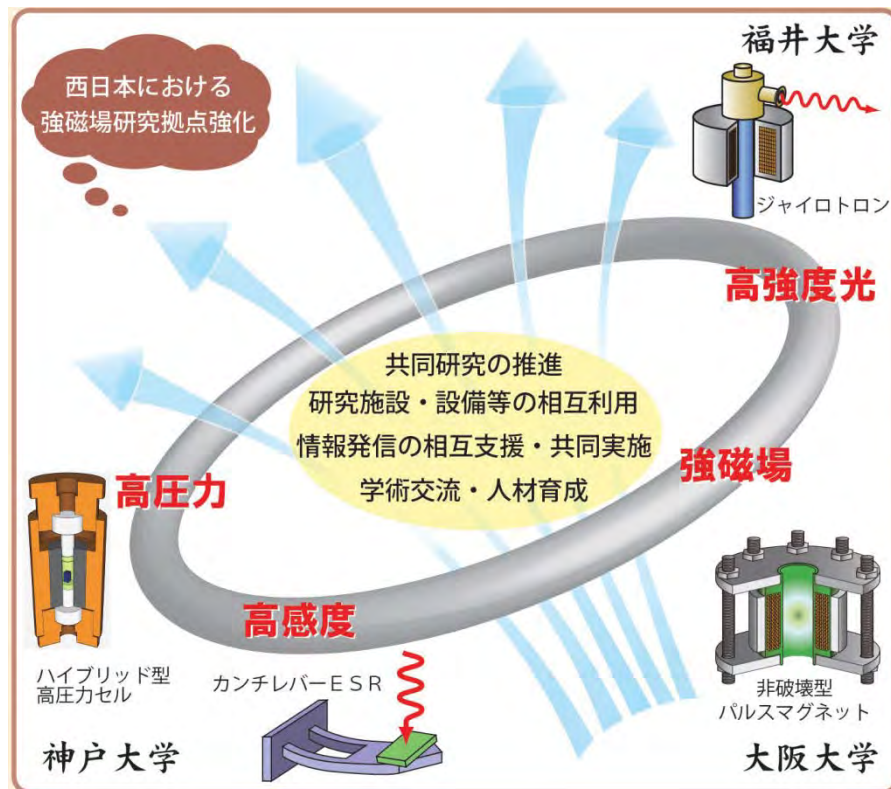 福井大学
西日本における
強磁場研究拠点強化
ジャイロトロン
高強度光
共同研究の推進
研究施設・設備等の相互利用
情報発信の相互支援・共同実施
学術交流・人材育成
強磁場
高圧力
高感度
ハイブリッド型
高圧力セル
カンチレバーESR
非破壊型
パルスマグネット
神戸大学
大阪大学